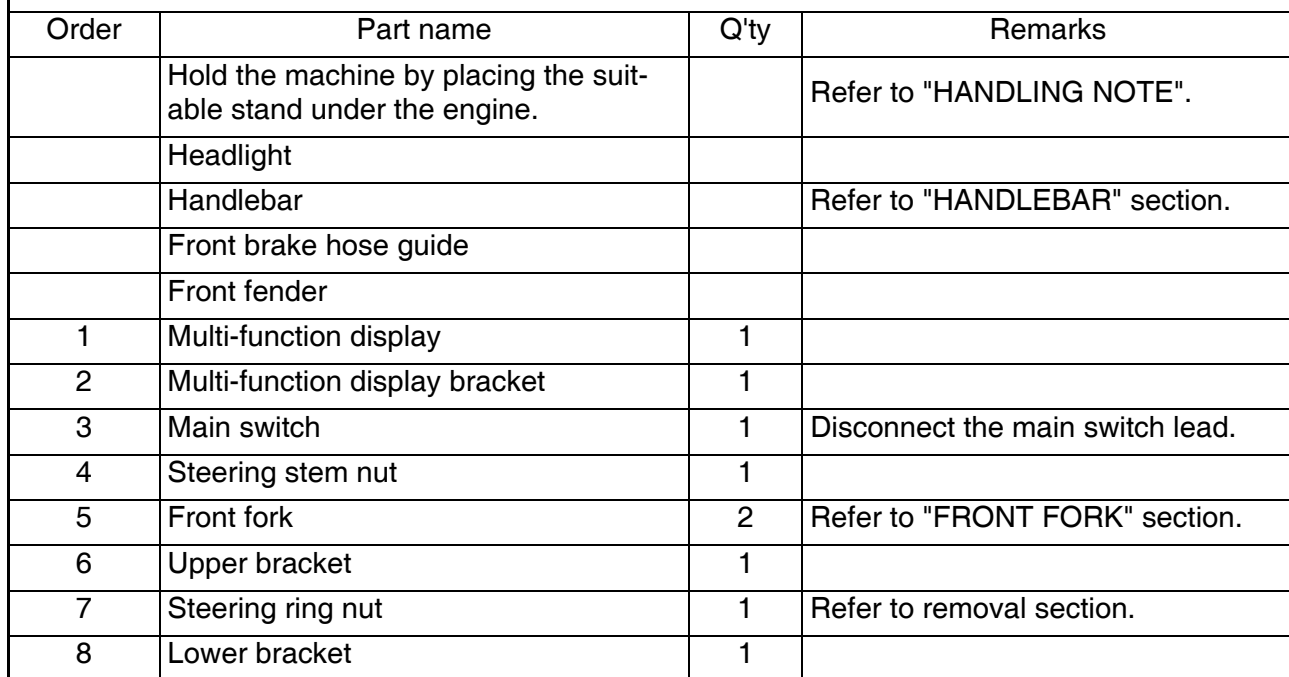 Order Part name Q'ty Remarks
Hold the machine by placing the suit-
able stand under the engine. Refer to "HANDLING NOTE".
Headlight
Handlebar Refer to "HANDLEBAR" section.
Front brake hose guide
Front fender
1 Multi-function display 1
2 Multi-function display bracket 1
3 Main switch 1 Disconnect the main switch lead.
4 Steering stem nut 1
5 Front fork 2 Refer to "FRONT FORK" section.
6 Upper bracket 1
7 Steering ring nut 1 Refer to removal section.
8 Lower bracket 1